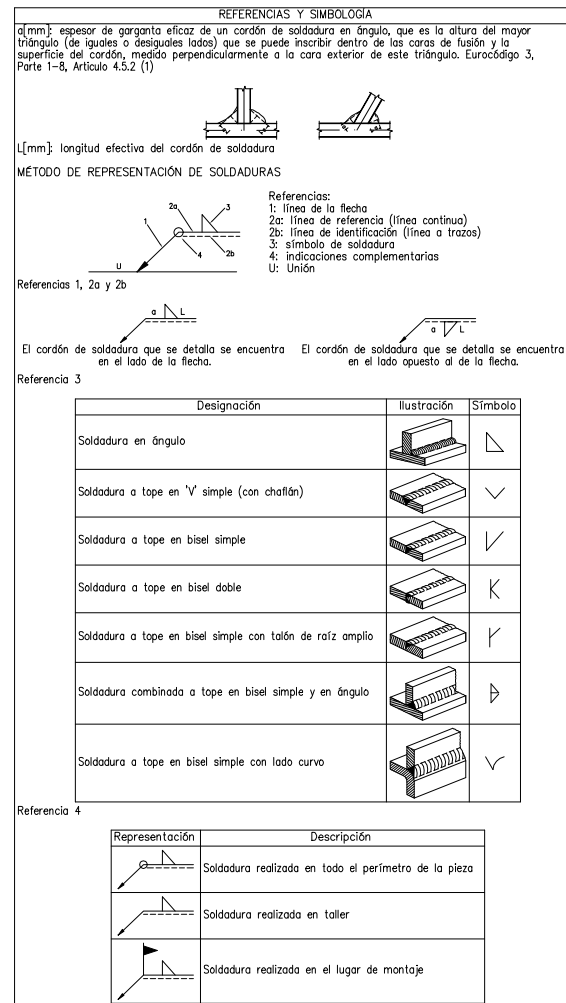 REFERENCIAS Y SIMBOLOGÍA
a[mm]: espesor de garganta eficaz de un cordón de soldadura en ángulo, que es la altura del mayor
triángulo (de iguales o desiguales lados) que se puede inscribir dentro de las caras de fusión y la
superficie del cordón, medido perpendicularmente a la cara exterior de este triángulo. Eurocódigo 3,
Parte 1-8, Articulo 4.5.2 (1)
L[mm]: longitud efectiva del cordón de soldadura
MÉTODO DE REPRESENTACIÓN DE SOLDADURAS
1
2a
3
4
2b
U
Referencias:
1: línea de la flecha
2a: línea de referencia (línea continua)
2b: línea de identificación (línea a trazos)
3: símbolo de soldadura
4: indicaciones complementarias
U: Unión
Referencias 1, 2a y 2b
a L
a L
El cordón de soldadura que se detalla se encuentra
en el lado de la flecha.
El cordón de soldadura que se detalla se encuentra
en el lado opuesto al de la flecha.
Referencia 3
Designación Ilustración Símbolo
Soldadura en ángulo
Soldadura a tope en 'V' simple (con chaflán)
Soldadura a tope en bisel simple
Soldadura a tope en bisel doble
Soldadura a tope en bisel simple con talón de raíz amplio
Soldadura combinada a tope en bisel simple y en ángulo
Soldadura a tope en bisel simple con lado curvo
Referencia 4
Representación Descripción
Soldadura realizada en todo el perímetro de la pieza
Soldadura realizada en taller
Soldadura realizada en el lugar de montaje